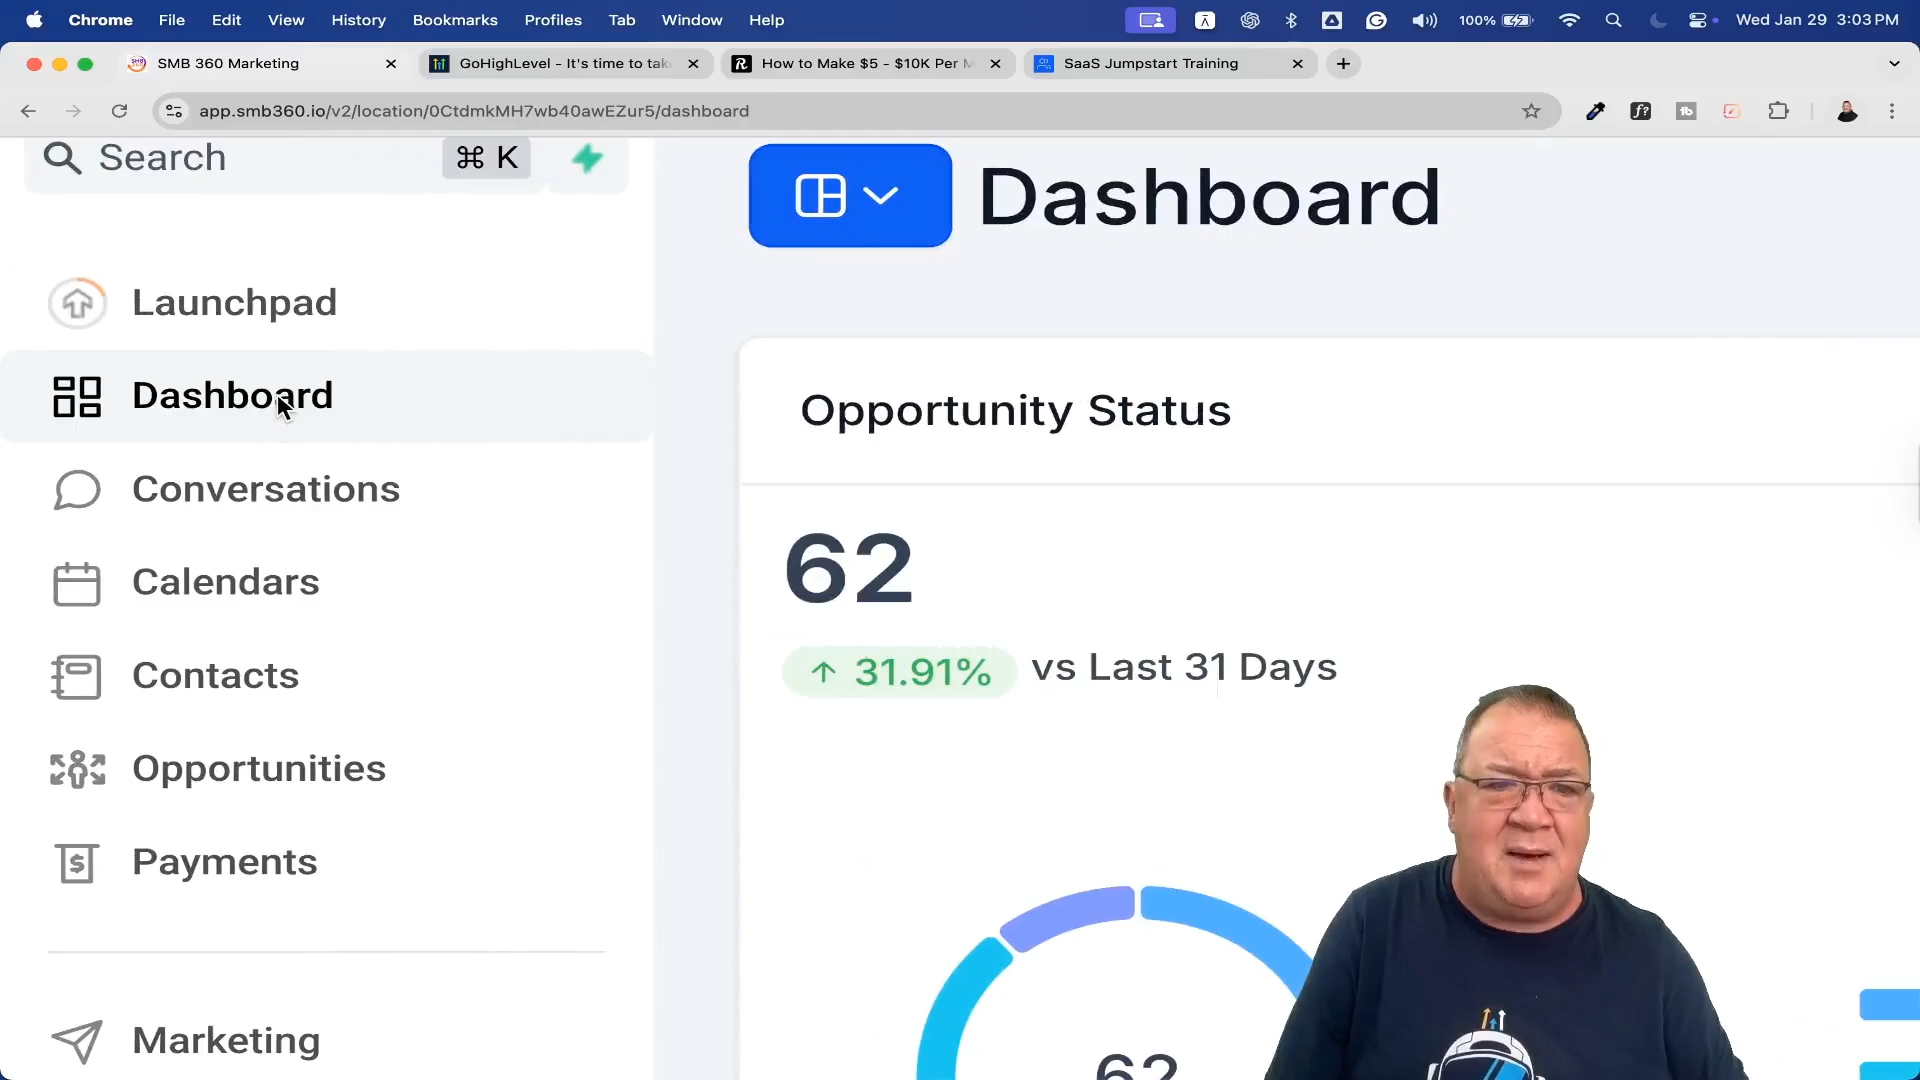 Chrome File Edit View History Bookmarks Profiles Tab Window Help 100% Wed Jan 29 3:03 PM
SMB 360 Marketing GoHighLevel - It's time to tak How to Make $5 - $10K Per M SaaS Jumpstart Training
app.smb360.io/v2/location/0CtdmkMH7wb40awEZur5/dashboard
Search ⌘ K
Dashboard
Launchpad
Dashboard
Conversations
Calendars
Contacts
Opportunities
Payments
Marketing
Opportunity Status
62
↑ 31.91% vs Last 31 Days
62